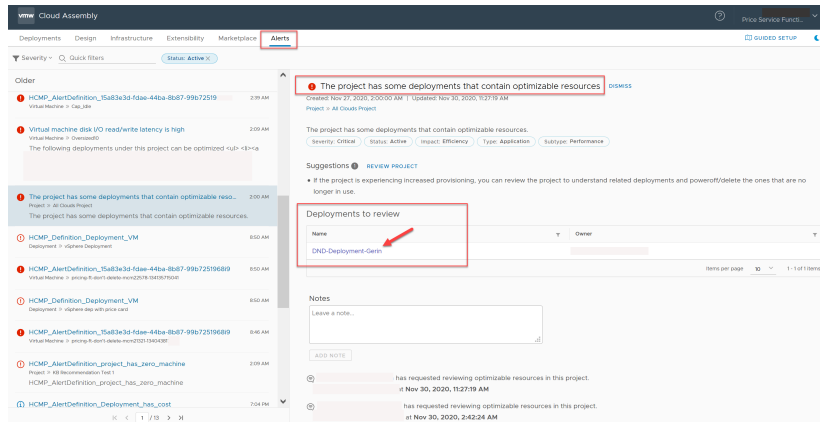 vmw Cloud Assembly
Price Service Functi...
Deployments Design Infrastructure Extensibility Marketplace Alerts
GUIDED SETUP
Severity Quick filters Status: Active ×
Older
HCMP_AlertDefinition_15a83e3d-fdae-44ba-8b87-99b72519 2:39 AM
Virtual Machine > Cap_idle
Virtual machine disk I/O read/write latency is high 2:09 AM
Virtual Machine > OversizedIO
The following deployments under this project can be optimized <ul> <li><a
The project has some deployments that contain optimizable reso... 2:00 AM
Project > All Clouds Project
The project has some deployments that contain optimizable resources.
HCMP_Definition_Deployment_VM 8:50 AM
Deployment > vSphere Deployment
HCMP_AlertDefinition_15a83e3d-fdae-44ba-8b87-99b7251968i9 8:50 AM
Virtual Machine > pricing-ft-don't-delete-mcm22578-134135715041
HCMP_Definition_Deployment_VM 8:50 AM
Deployment > vSphere dep with price card
HCMP_AlertDefinition_15a83e3d-fdae-44ba-8b87-99b7251968i9 8:46 AM
Virtual Machine > pricing-ft-don't-delete-mcm21321-13404381
HCMP_AlertDefinition_project_has_zero_machine 2:09 AM
Project > KB Recommendation Test 1
HCMP_AlertDefinition_project_has_zero_machine
HCMP_AlertDefinition_Deployment_has_cost 7:04 PM
1 / 13
The project has some deployments that contain optimizable resources DISMISS
Created: Nov 27, 2020, 2:00:00 AM | Updated: Nov 30, 2020, 11:27:19 AM
Project > All Clouds Project
The project has some deployments that contain optimizable resources.
Severity: Critical Status: Active Impact: Efficiency Type: Application Subtype: Performance
Suggestions REVIEW PROJECT
• If the project is experiencing increased provisioning, you can review the project to understand related deployments and poweroff/delete the ones that are no
longer in use.
Deployments to review
Name Owner
DND-Deployment-Gerin
Items per page 10 1 - 1 of 1 items
Notes
Leave a note...
ADD NOTE
has requested reviewing optimizable resources in this project.
at Nov 30, 2020, 11:27:19 AM
has requested reviewing optimizable resources in this project.
at Nov 30, 2020, 2:42:24 AM